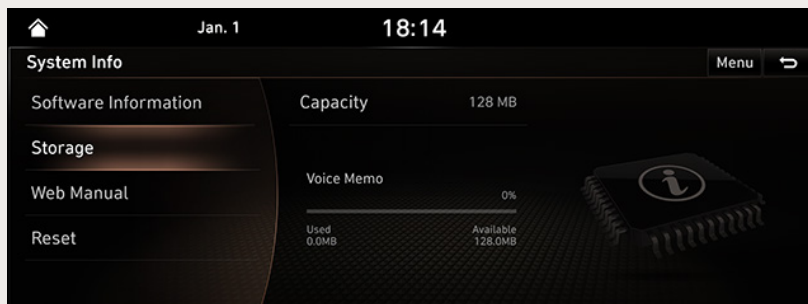 Jan. 1 18:14
System Info Menu
Software Information
Storage
Web Manual
Reset
Capacity 128 MB
Voice Memo
0%
Used Available
0.0MB 128.0MB